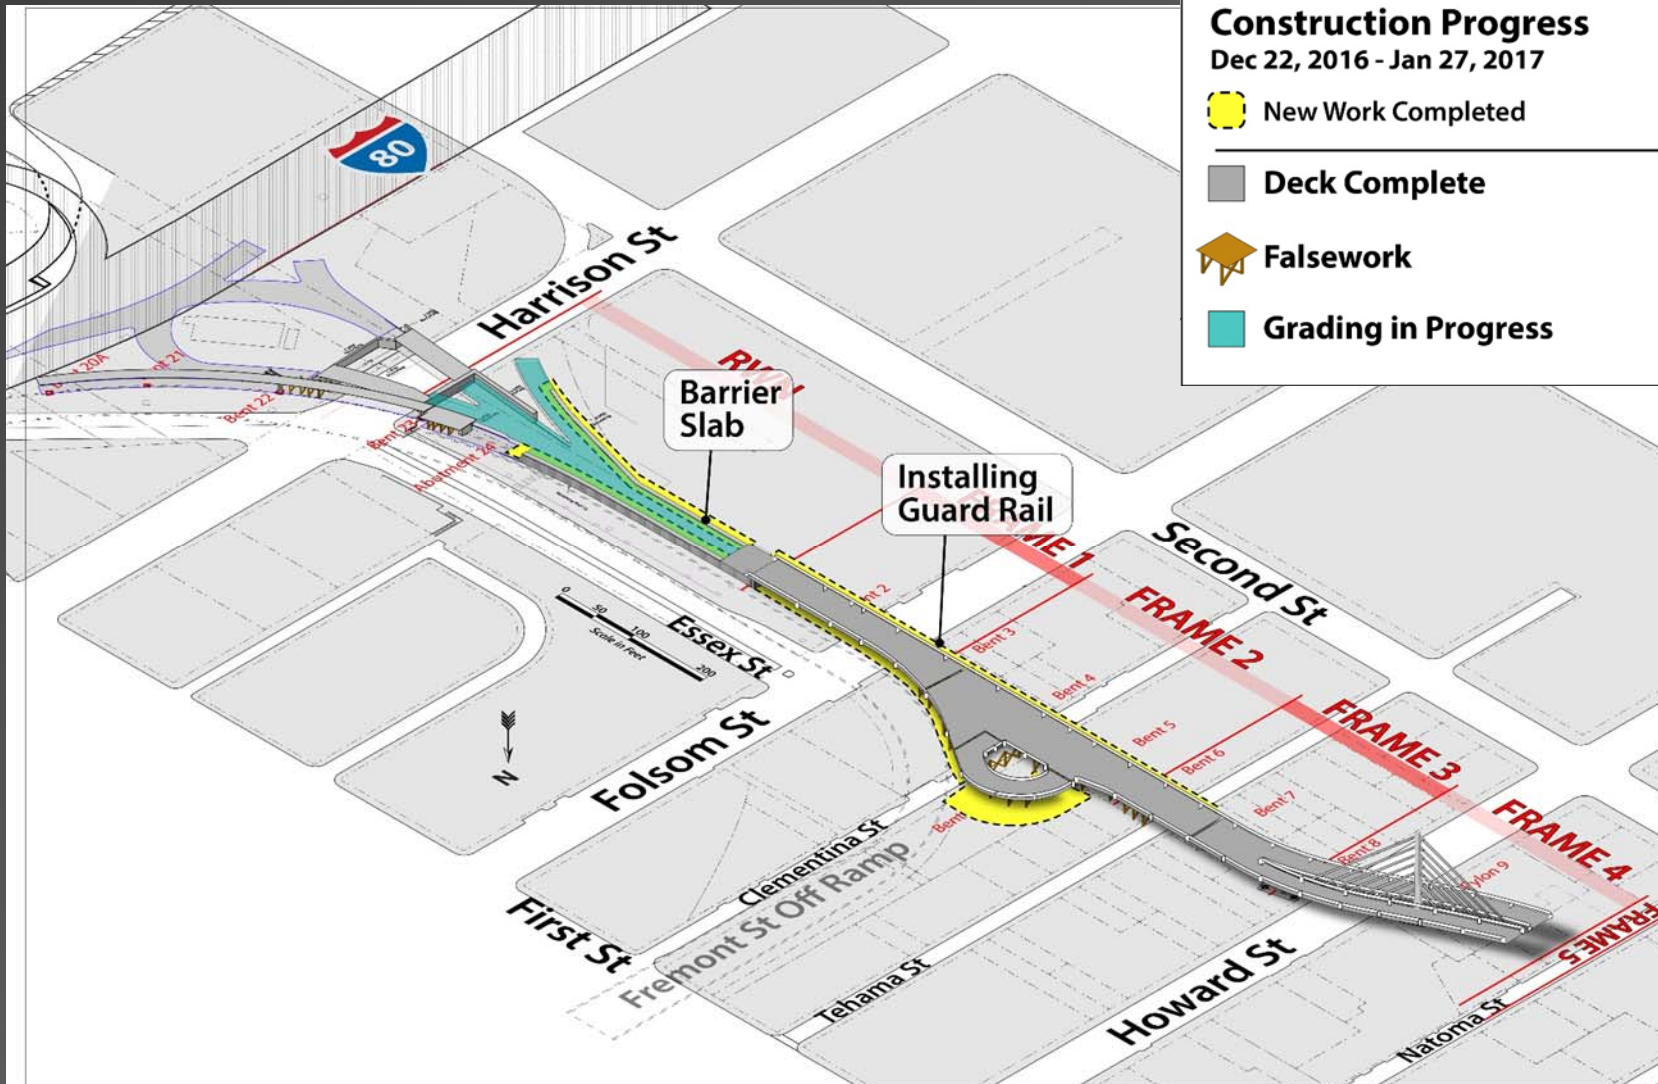 Construction Progress
Dec 22, 2016 - Jan 27, 2017
New Work Completed
Deck Complete
Falsework
Grading in Progress
80
Harrison St
Barrier
Slab
Installing
Guard Rail
Bent 22
Abutment 24
FRAME 1
FRAME 2
FRAME 3
FRAME 4
FRAME 5
Second St
Bent 3
Bent 4
Bent 5
Bent 6
Bent 7
Bent 8
0
50
100
200
Scale in Feet
Essex St
N
Folsom St
Clementina St
Fremont St Off Ramp
First St
Tehama St
Howard St
Natoma St